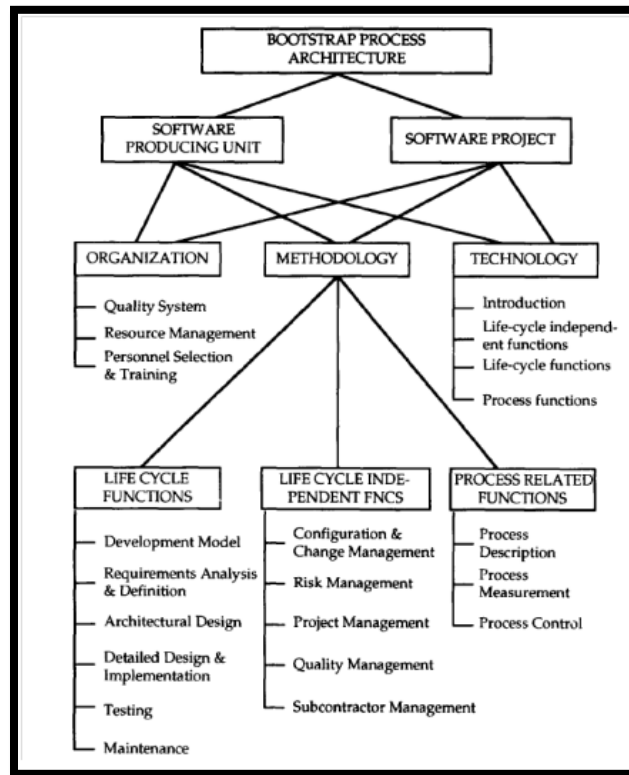 BOOTSTRAP PROCESS
ARCHITECTURE
SOFTWARE
PRODUCING UNIT
SOFTWARE PROJECT
ORGANIZATION
Quality System
Resource Management
Personnel Selection
& Training
METHODOLOGY
TECHNOLOGY
Introduction
Life-cycle independ-
ent functions
Life-cycle functions
Process functions
LIFE CYCLE
FUNCTIONS
Development Model
Requirements Analysis
& Definition
Architectural Design
Detailed Design &
Implementation
Testing
Maintenance
LIFE CYCLE INDE-
PENDENT FNCS
Configuration &
Change Management
Risk Management
Project Management
Quality Management
Subcontractor Management
PROCESS RELATED
FUNCTIONS
Process
Description
Process
Measurement
Process Control